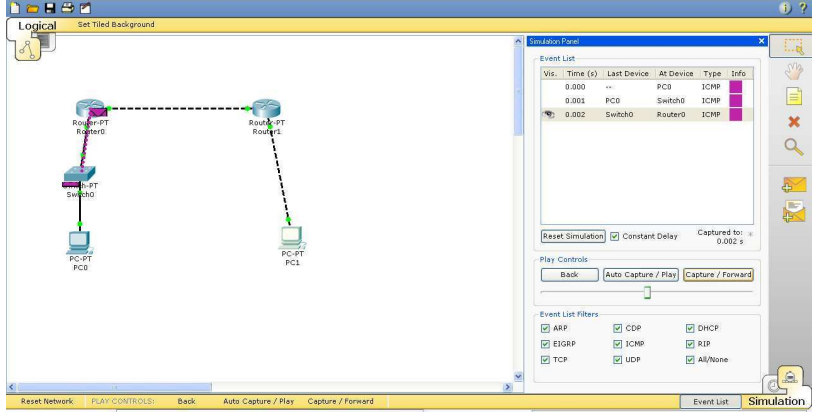 Logical Set Tiled Background
Simulation Panel
Event List
Vis. Time (s) Last Device At Device Type Info
0.000 -- PC0 ICMP
0.001 PC0 Switch0 ICMP
0.002 Switch0 Router0 ICMP
Router-PT
Router0
Router-PT
Router1
Switch0
PC-PT
PC0
PC-PT
PC1
Reset Simulation Constant Delay Captured to: *
0.002 s
Play Controls
Back Auto Capture / Play Capture / Forward
Event List Filters
ARP CDP DHCP
EIGRP ICMP RIP
TCP UDP All/None
Reset Network PLAY CONTROLS: Back Auto Capture / Play Capture / Forward Event List Simulation